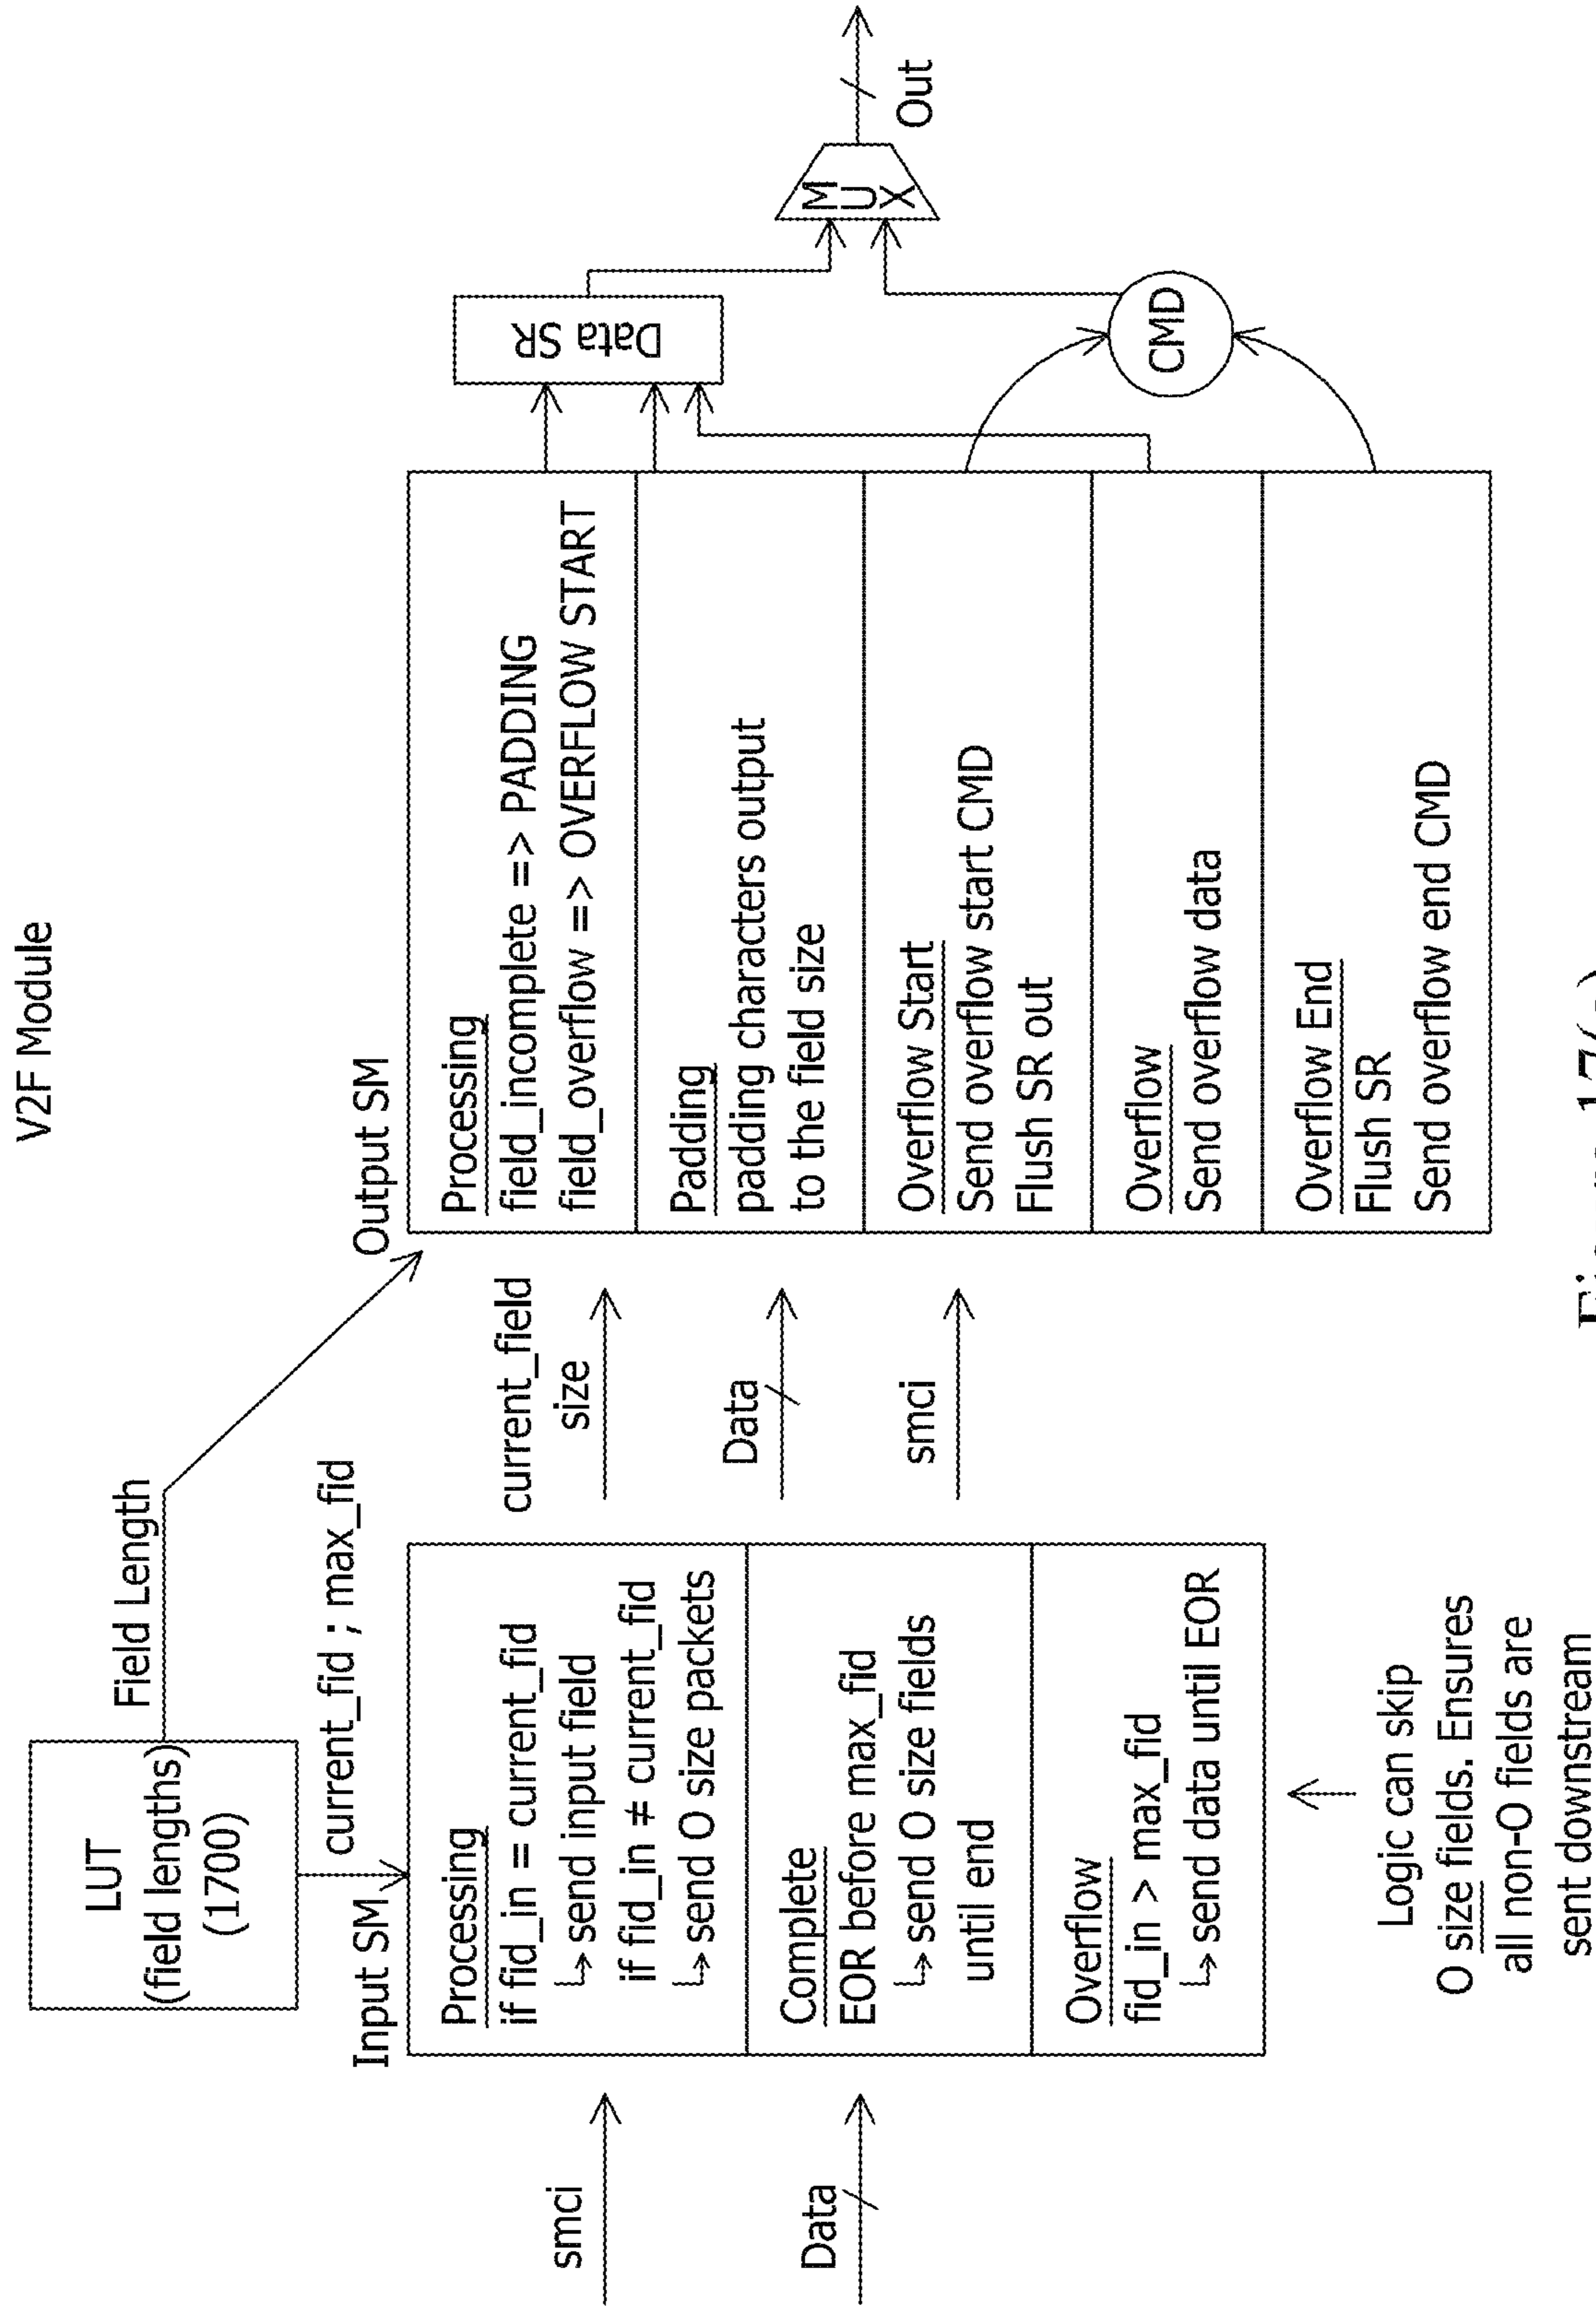 V2F Module
LUT
(field lengths)
(1700)
Field Length
current_fid ; max_fid
Input SM
smci
Data
Processing
if fid_in = current_fid
↳ send input field
if fid_in ≠ current_fid
↳ send O size packets
Complete
EOR before max_fid
↳ send O size fields
until end
Overflow
fid_in > max_fid
↳ send data until EOR
Logic can skip
O size fields. Ensures
all non-O fields are
sent downstream
current_field
size
Data
smci
Output SM
Processing
field_incomplete => PADDING
field_overflow => OVERFLOW START
Padding
padding characters output
to the field size
Overflow Start
Send overflow start CMD
Flush SR out
Overflow
Send overflow data
Overflow End
Flush SR
Send overflow end CMD
Data SR
CMD
MUX
Out